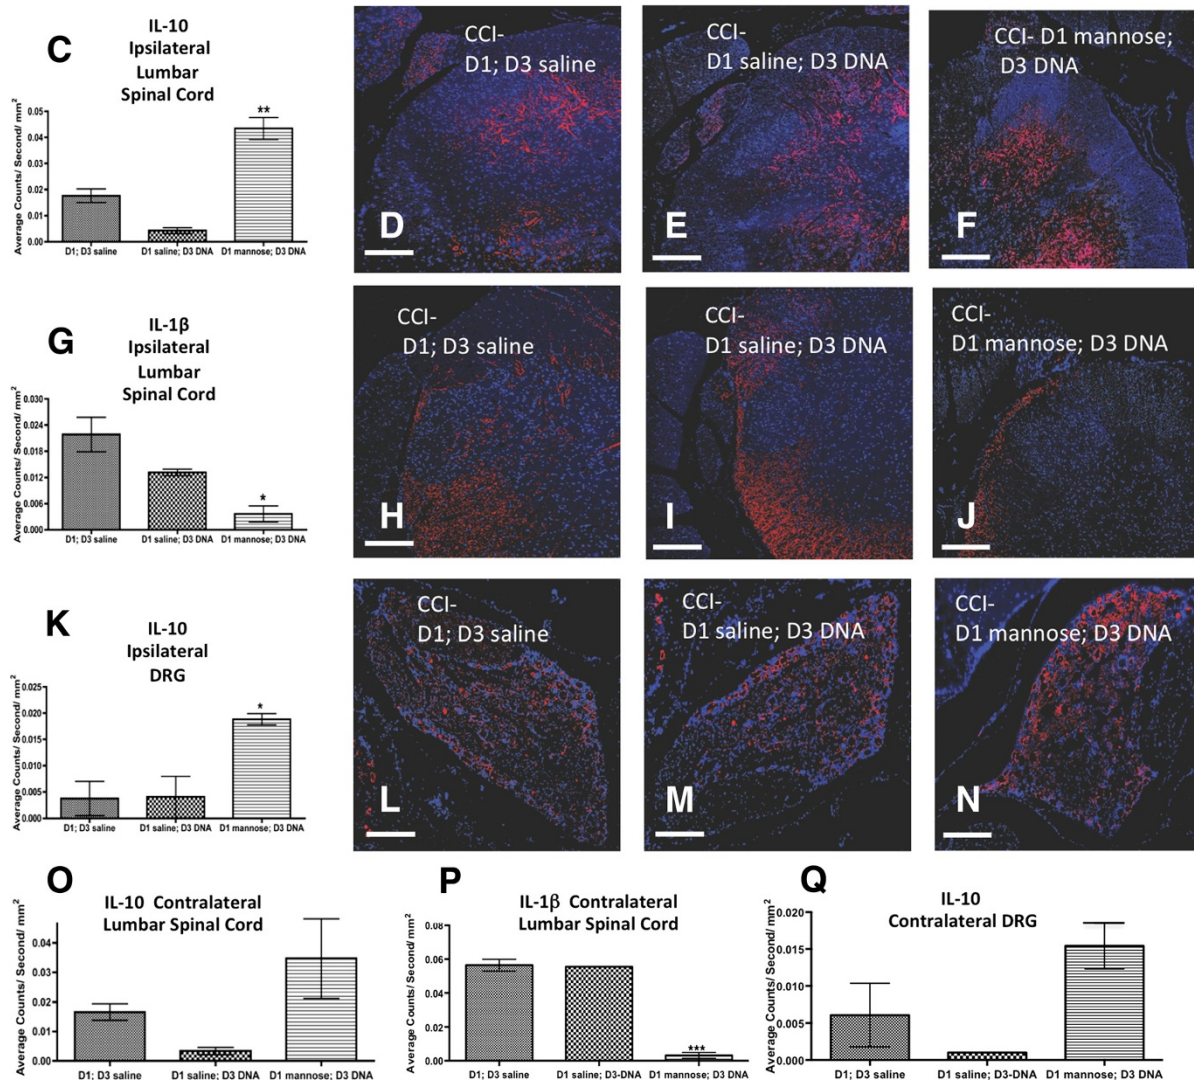 C
IL-10
Ipsilateral
Lumbar
Spinal Cord
Average Counts/ Second/ mm²
0.05
0.04
0.03
0.02
0.01
0.00
**
D1; D3 saline
D1 saline; D3 DNA
D1 mannose; D3 DNA
CCI-
D1; D3 saline
D
CCI-
D1 saline; D3 DNA
E
CCI- D1 mannose;
D3 DNA
F
G
IL-1β
Ipsilateral
Lumbar
Spinal Cord
Average Counts/ Second/ mm²
0.030
0.024
0.018
0.012
0.006
0.000
*
D1; D3 saline
D1 saline; D3 DNA
D1 mannose; D3 DNA
CCI-
D1; D3 saline
H
CCI-
D1 saline; D3 DNA
I
CCI-
D1 mannose; D3 DNA
J
K
IL-10
Ipsilateral
DRG
Average Counts/ Second/ mm²
0.025
0.020
0.015
0.010
0.005
0.000
*
D1; D3 saline
D1 saline; D3 DNA
D1 mannose; D3 DNA
CCI-
D1; D3 saline
L
CCI-
D1 saline; D3 DNA
M
CCI-
D1 mannose; D3 DNA
N
O
IL-10 Contralateral
Lumbar Spinal Cord
Average Counts/ Second/ mm²
0.04
0.03
0.02
0.01
0.00
D1; D3 saline
D1 saline; D3 DNA
D1 mannose; D3 DNA
P
IL-1β Contralateral
Lumbar Spinal Cord
Average Counts/ Second/ mm²
0.08
0.06
0.04
0.02
0.00
***
D1; D3 saline
D1 saline; D3-DNA
D1 mannose; D3 DNA
Q
IL-10
Contralateral DRG
Average Counts/ Second/ mm²
0.020
0.015
0.010
0.005
0.000
D1; D3 saline
D1 saline; D3-DNA
D1 mannose; D3 DNA